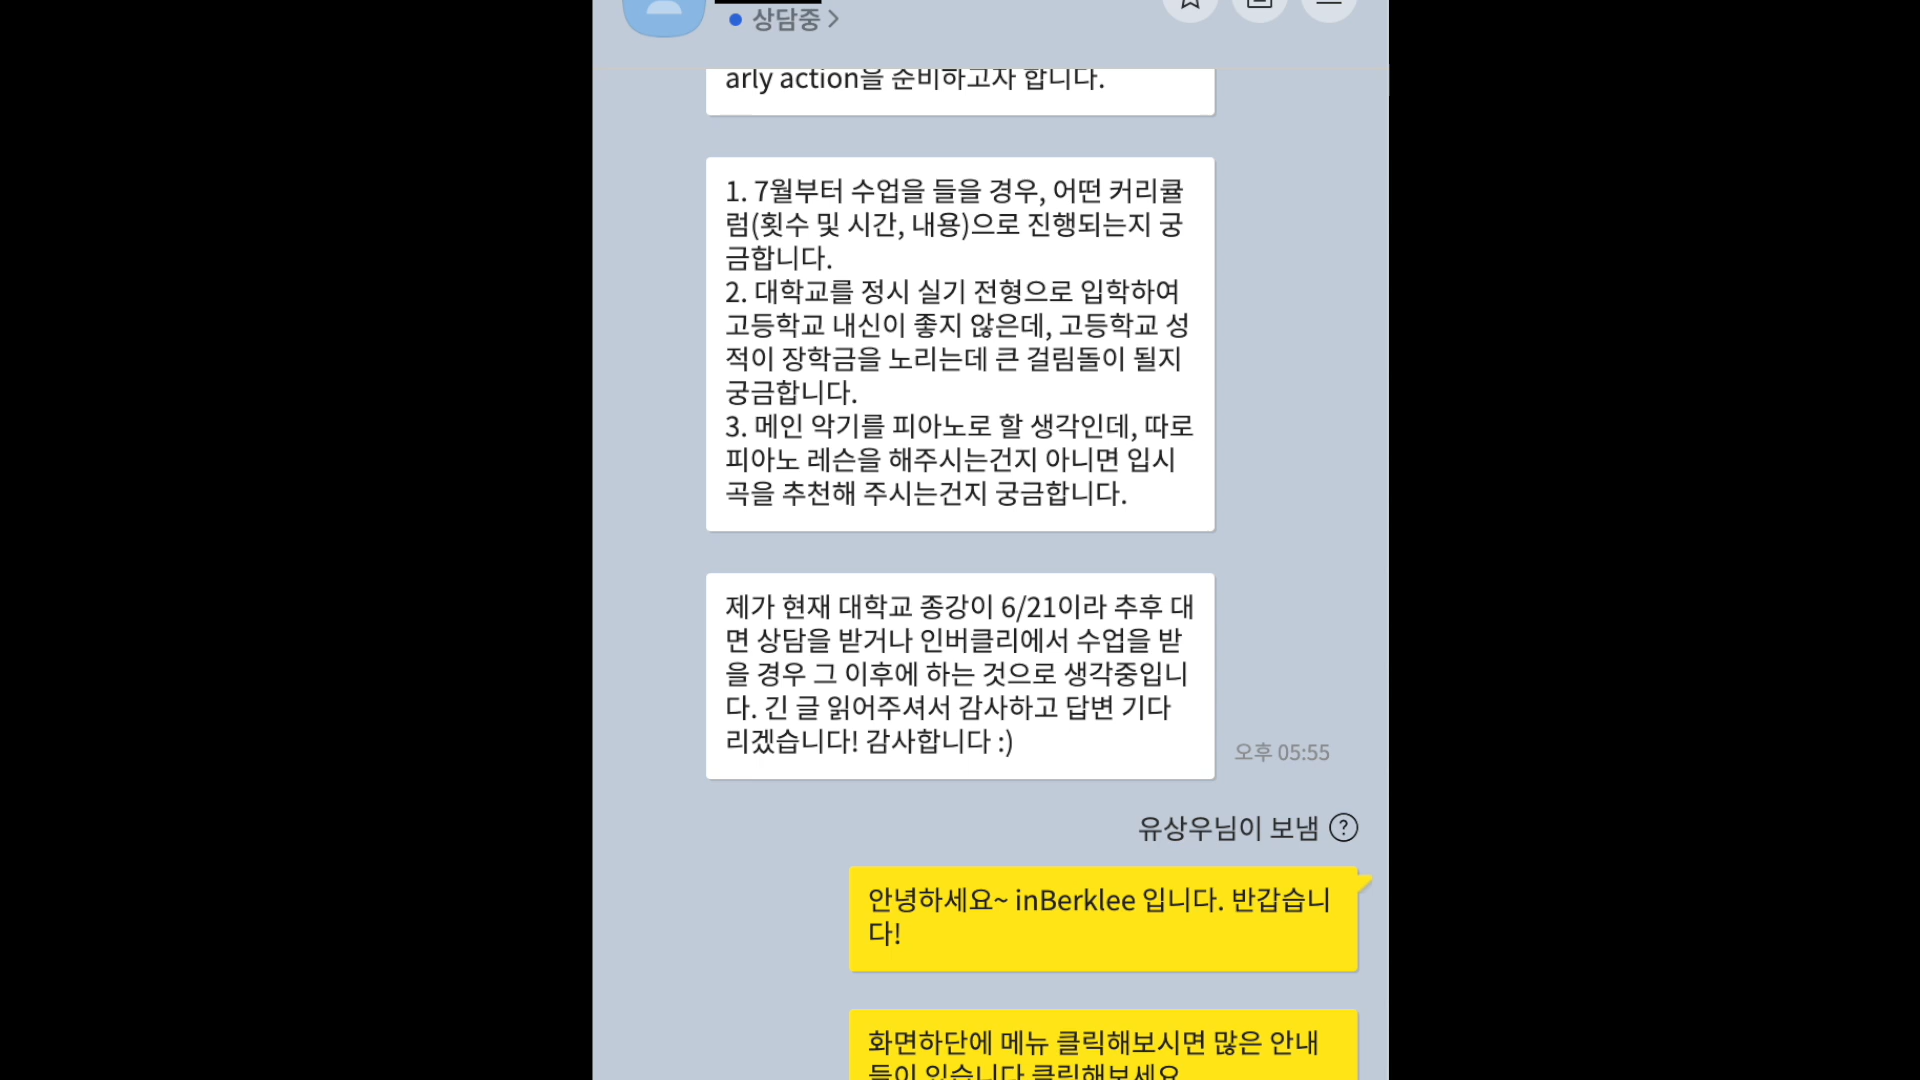 상담중
arly action을 준비하고자 합니다.
1. 7월부터 수업을 들을 경우, 어떤 커리큘
럼(횟수 및 시간, 내용)으로 진행되는지 궁
금합니다.
2. 대학교를 정시 실기 전형으로 입학하여
고등학교 내신이 좋지 않은데, 고등학교 성
적이 장학금을 노리는데 큰 걸림돌이 될지
궁금합니다.
3. 메인 악기를 피아노로 할 생각인데, 따로
피아노 레슨을 해주시는건지 아니면 입시
곡을 추천해 주시는건지 궁금합니다.
제가 현재 대학교 종강이 6/21이라 추후 대
면 상담을 받거나 인버클리에서 수업을 받
을 경우 그 이후에 하는 것으로 생각중입니
다. 긴 글 읽어주셔서 감사하고 답변 기다
리겠습니다! 감사합니다 :)
오후 05:55
유상우님이 보냄 ?
안녕하세요~ inBerklee 입니다. 반갑습니
다!
화면하단에 메뉴 클릭해보시면 많은 안내
들이 있습니다 클릭해보세요